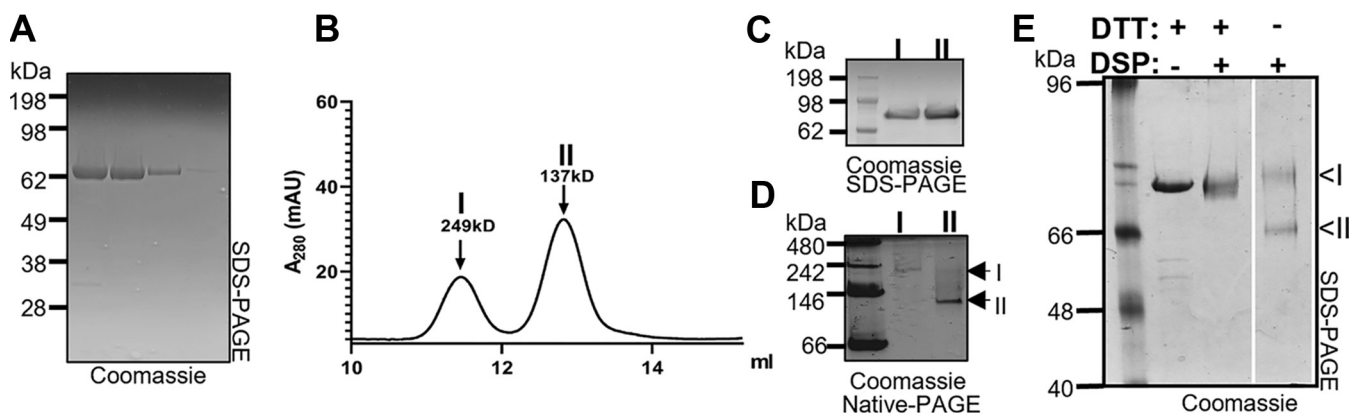 A
kDa
198
98
62
49
38
28
SDS-PAGE
Coomassie
B
A280 (mAU)
60
40
20
I
249kD
II
137kD
10
12
14
ml
C
kDa
I
II
198
98
62
Coomassie
SDS-PAGE
D
kDa
I
II
480
242
146
66
I
II
Coomassie
Native-PAGE
E
DTT: + + -
DSP: - + +
kDa
96
66
48
40
<I
<II
SDS-PAGE
Coomassie